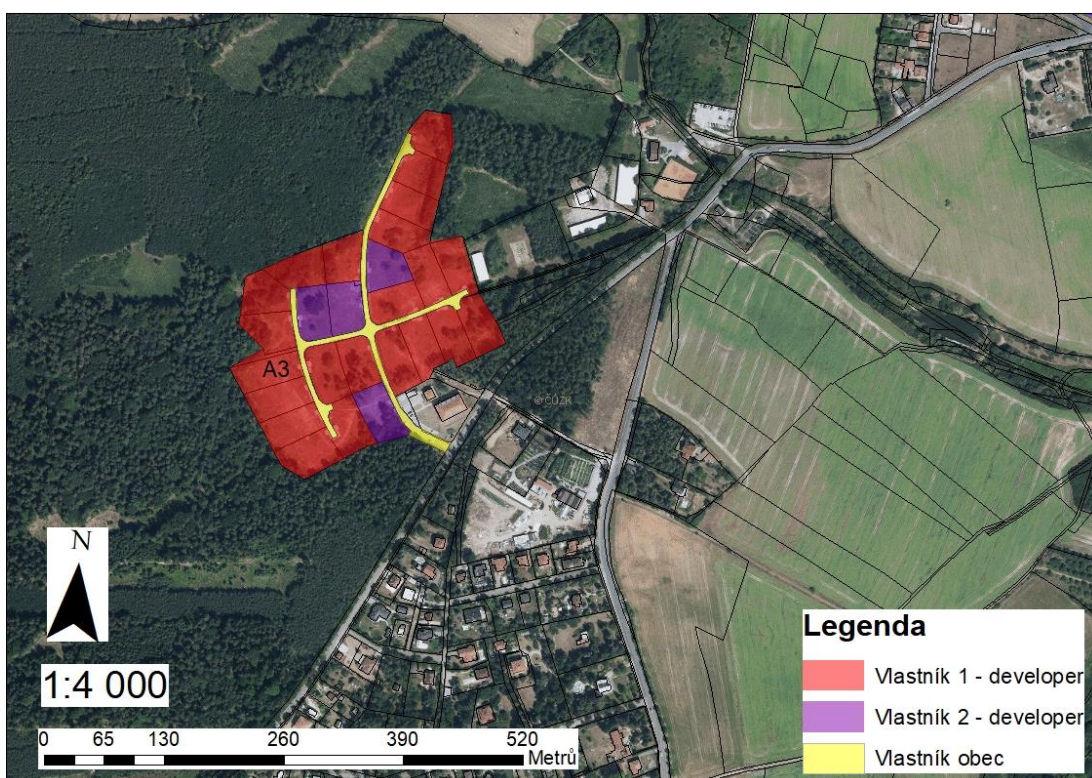 A3
©ČÚZK
N
1:4 000
0 65 130 260 390 520
Metrů
Legenda
Vlastník 1 - developer
Vlastník 2 - developer
Vlastník obec